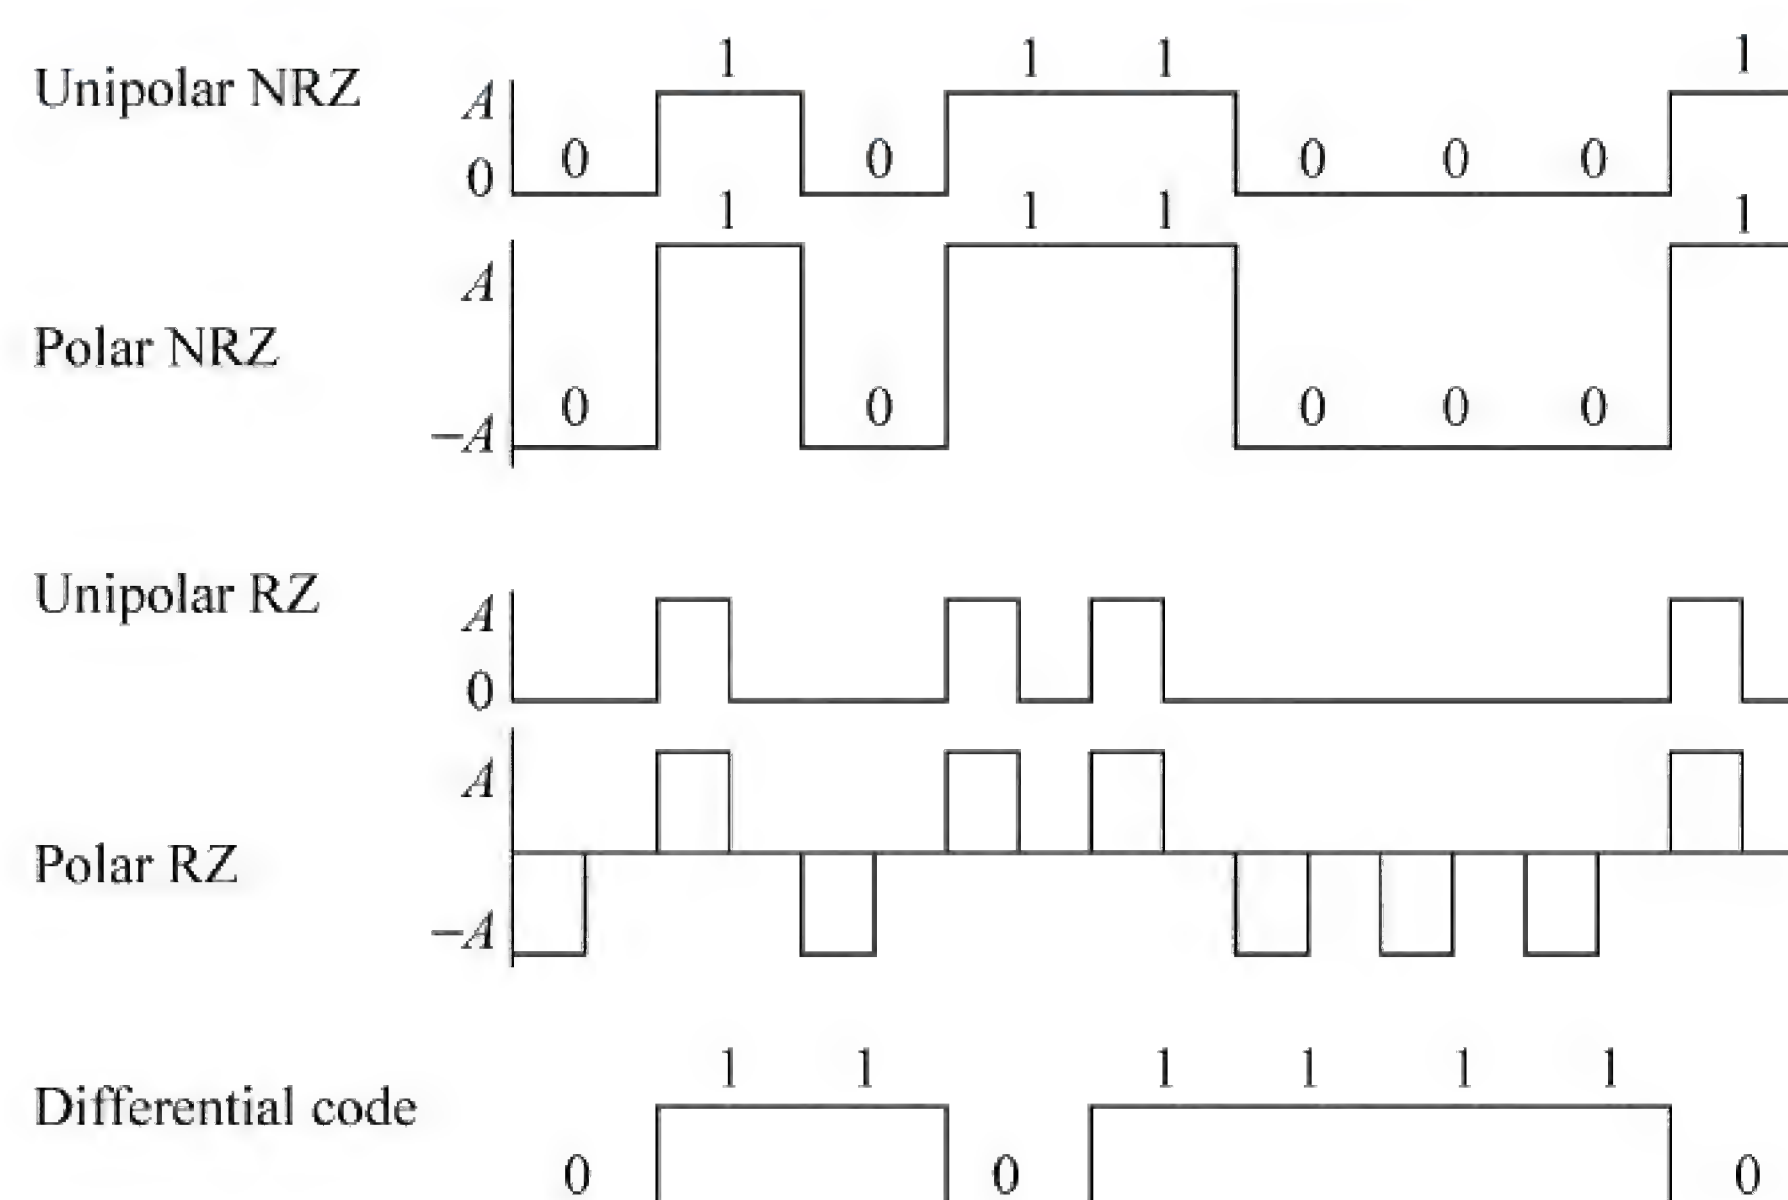 1 1 1 1
Unipolar NRZ
A
0 0 0 0 0
0
1 1 1 1
A
Polar NRZ
0 0 0 0 0
−A
Unipolar RZ
A
0
A
Polar RZ
−A
1 1 1 1 1 1
Differential code
0 0 0